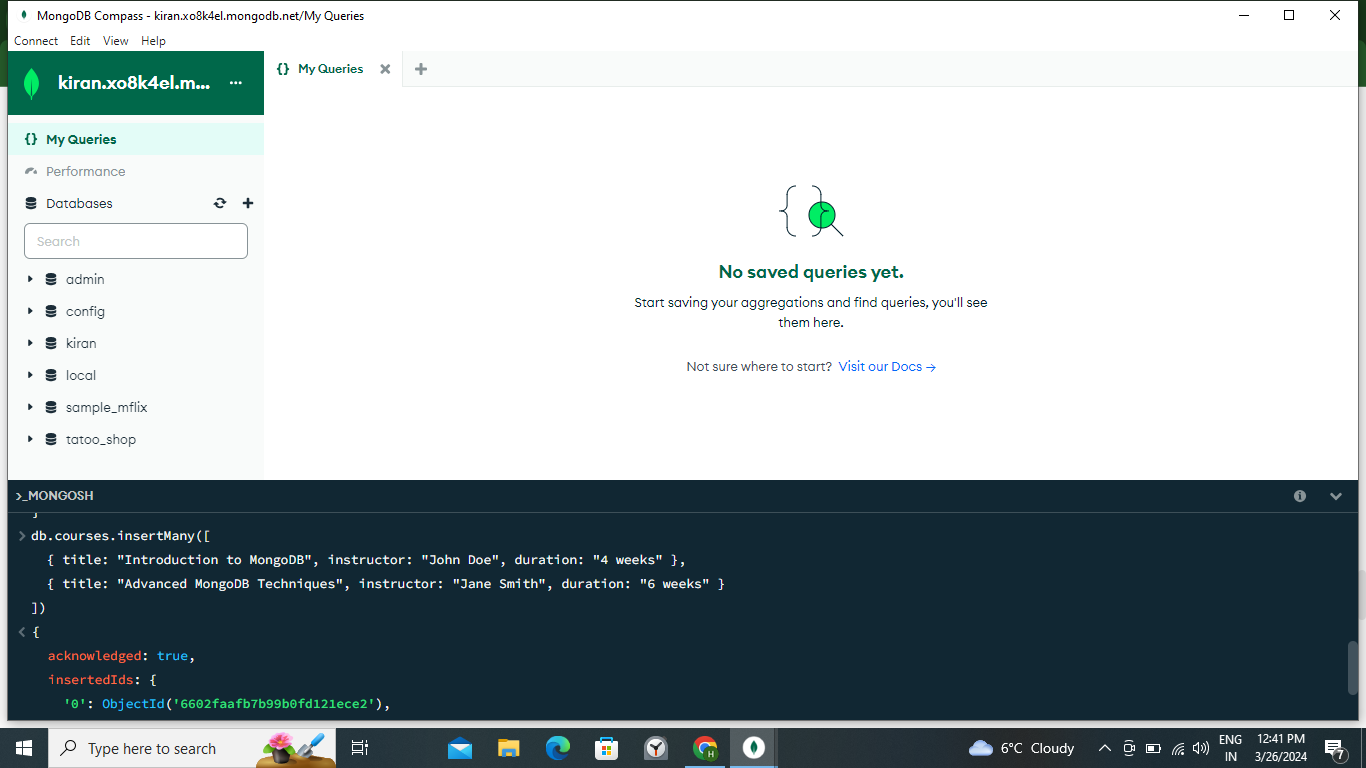 MongoDB Compass - kiran.xo8k4el.mongodb.net/My Queries
Connect Edit View Help
kiran.xo8k4el.m... ...
{} My Queries
{} My Queries
Performance
Databases
Search
admin
config
kiran
local
sample_mflix
tatoo_shop
No saved queries yet.
Start saving your aggregations and find queries, you'll see
them here.
Not sure where to start? Visit our Docs →
>_MONGOSH
]
> db.courses.insertMany([
{ title: "Introduction to MongoDB", instructor: "John Doe", duration: "4 weeks" },
{ title: "Advanced MongoDB Techniques", instructor: "Jane Smith", duration: "6 weeks" }
])
< {
acknowledged: true,
insertedIds: {
'0': ObjectId('6602faafb7b99b0fd121ece2'),
Type here to search
6°C Cloudy
ENG
IN
12:41 PM
3/26/2024
7